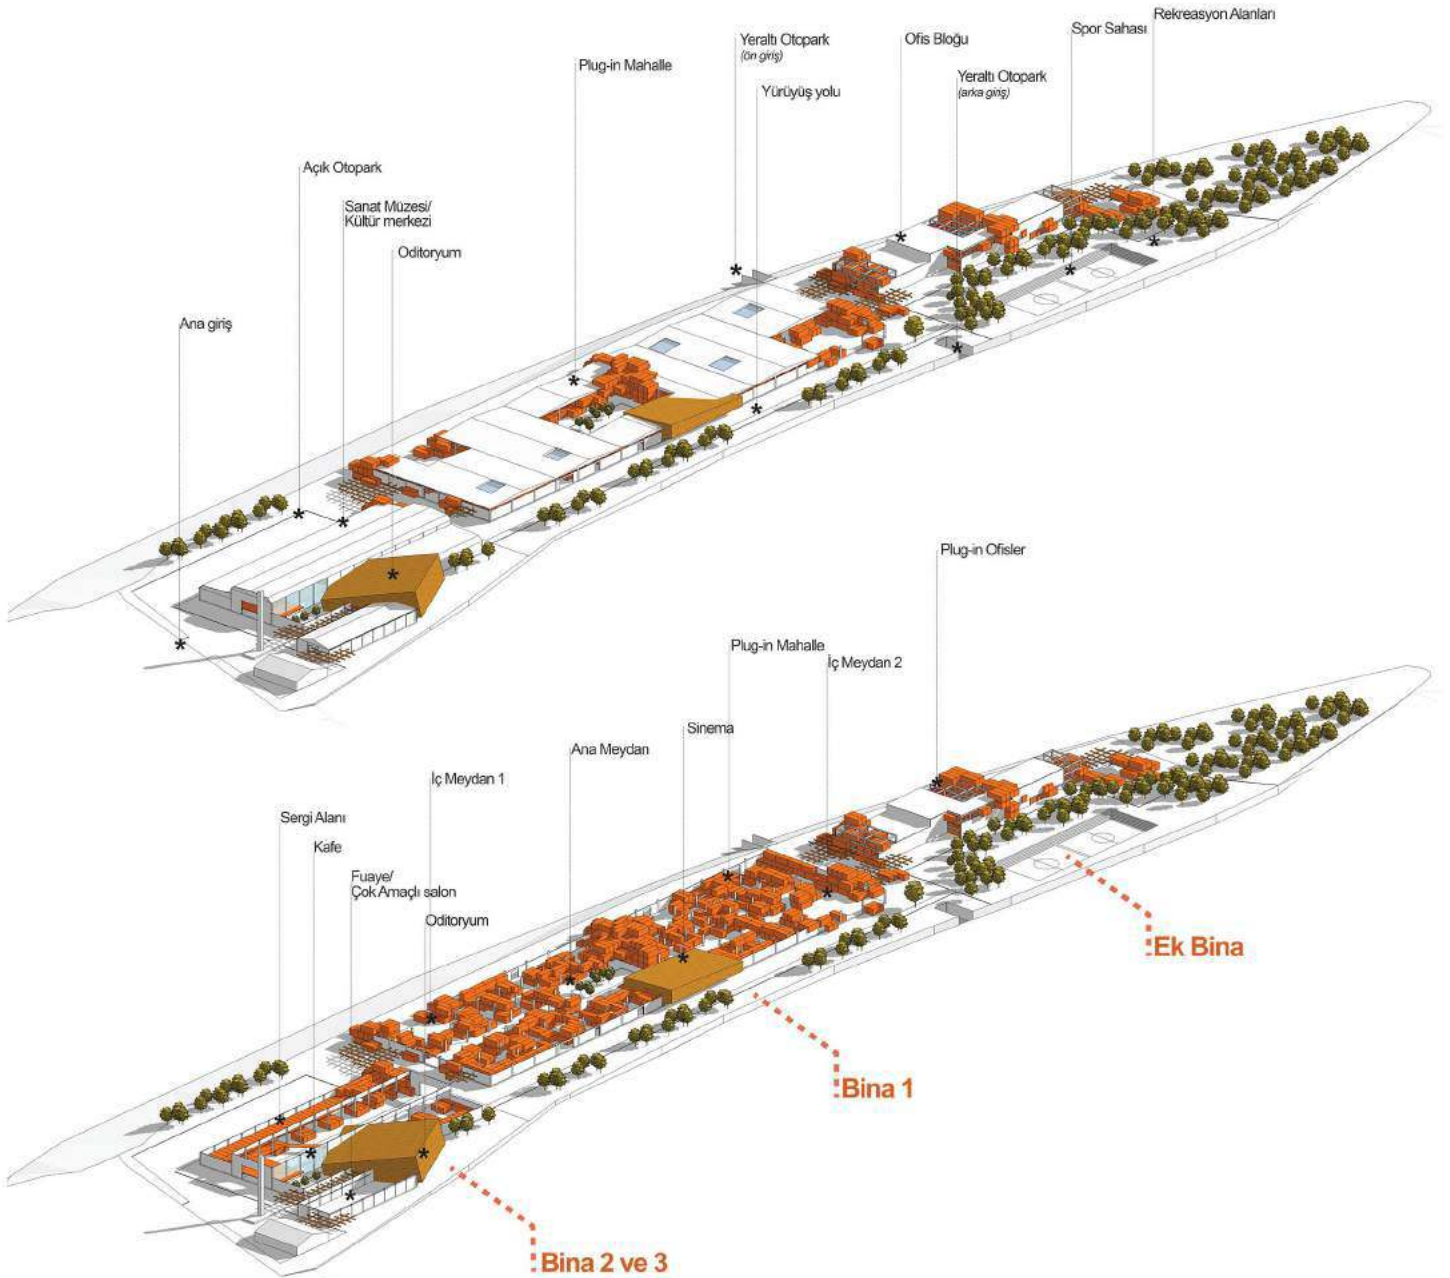 Rekreasyon Alanları
Spor Sahası
Yeraltı Otopark
(ön giriş)
Ofis Bloğu
Plug-in Mahalle
Yeraltı Otopark
(arka giriş)
Yürüyüş yolu
Açık Otopark
Sanat Müzesi/
Kültür merkezi
Oditoryum
Ana giriş
Plug-in Ofisler
Plug-in Mahalle
İç Meydan 2
Sinema
Ana Meydan
İç Meydan 1
Sergi Alanı
Kafe
Fuaye/
Çok Amaçlı salon
Oditoryum
Ek Bina
Bina 1
Bina 2 ve 3